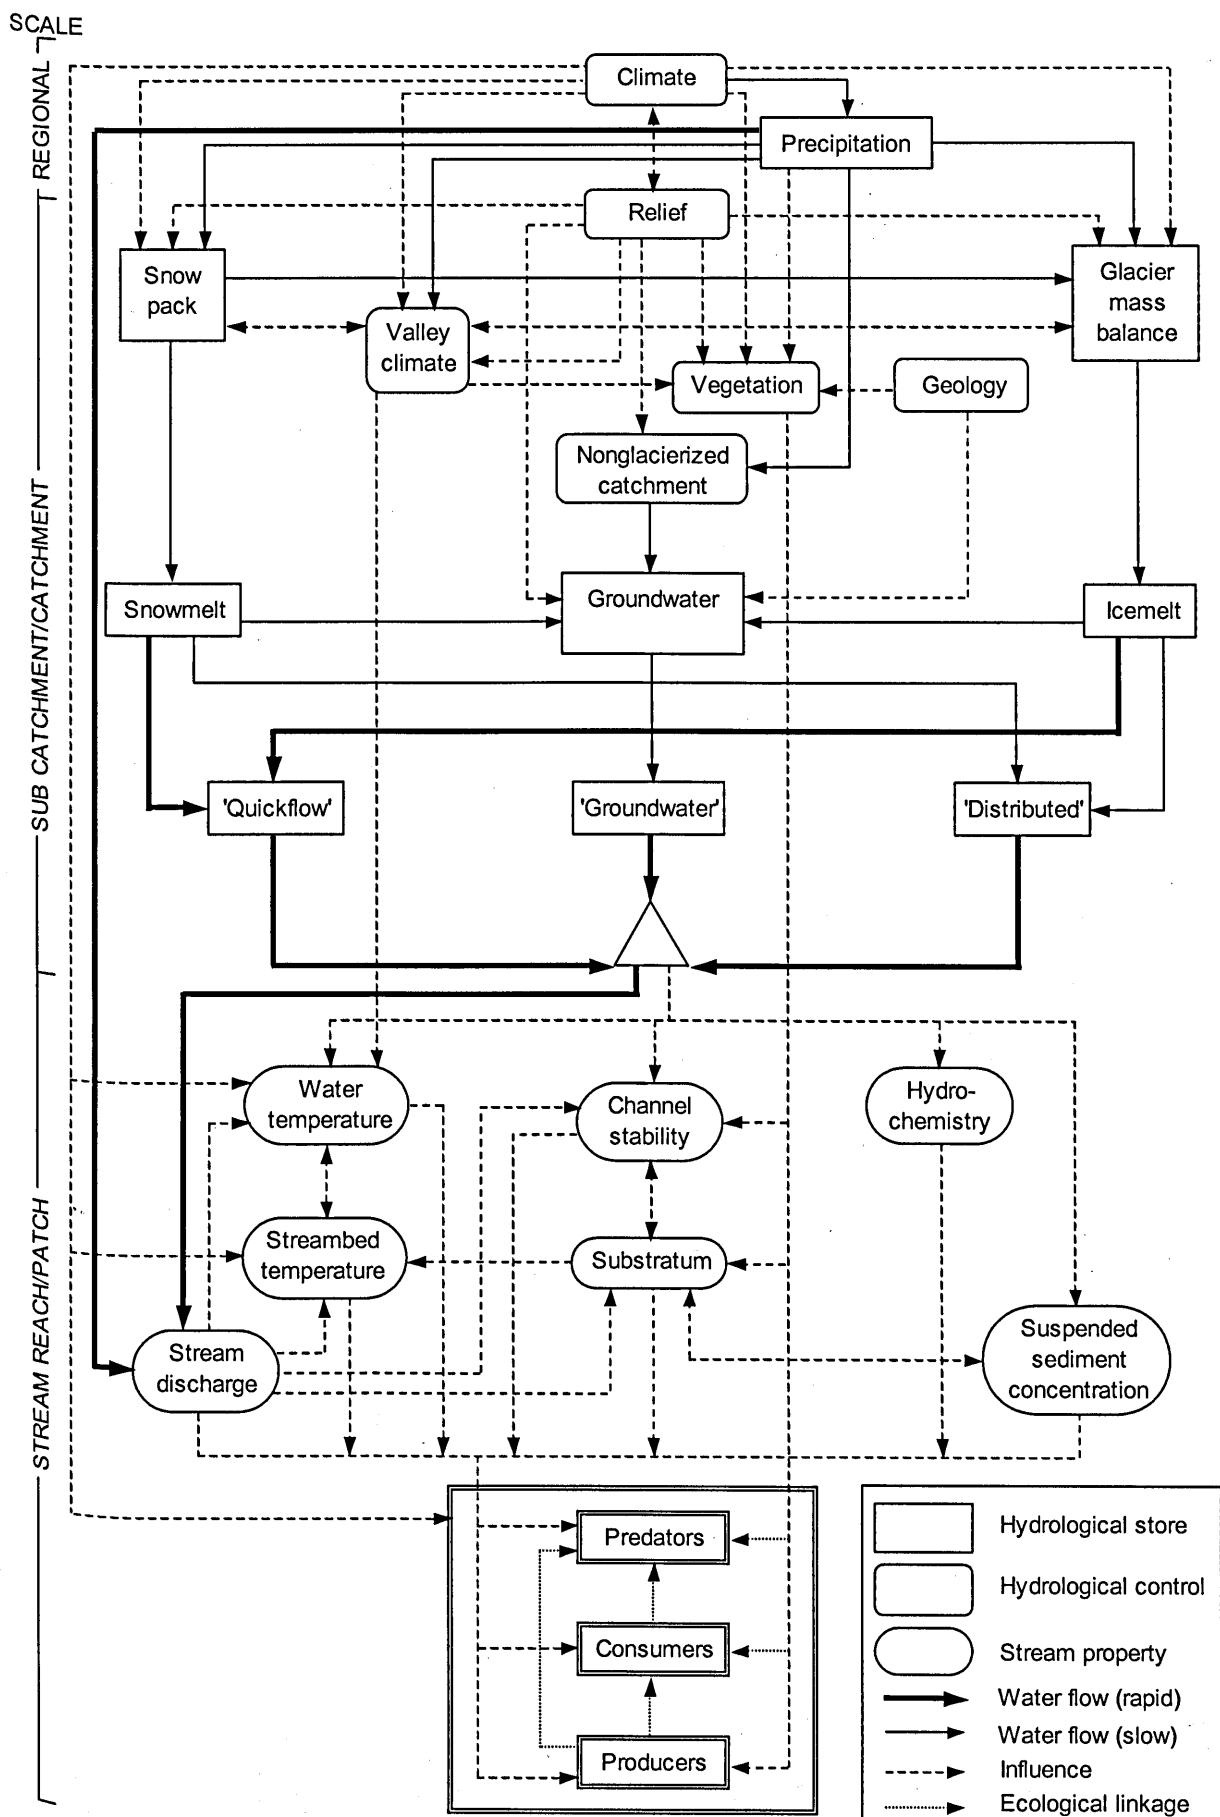 SCALE
REGIONAL
SUB CATCHMENT/CATCHMENT
STREAM REACH/PATCH
Climate
Precipitation
Relief
Snow
pack
Glacier
mass
balance
Valley
climate
Vegetation
Geology
Nonglacierized
catchment
Snowmelt
Groundwater
Icemelt
'Quickflow'
'Groundwater'
'Distributed'
Water
temperature
Channel
stability
Hydro-
chemistry
Streambed
temperature
Substratum
Stream
discharge
Suspended
sediment
concentration
Predators
Consumers
Producers
Hydrological store
Hydrological control
Stream property
Water flow (rapid)
Water flow (slow)
Influence
Ecological linkage